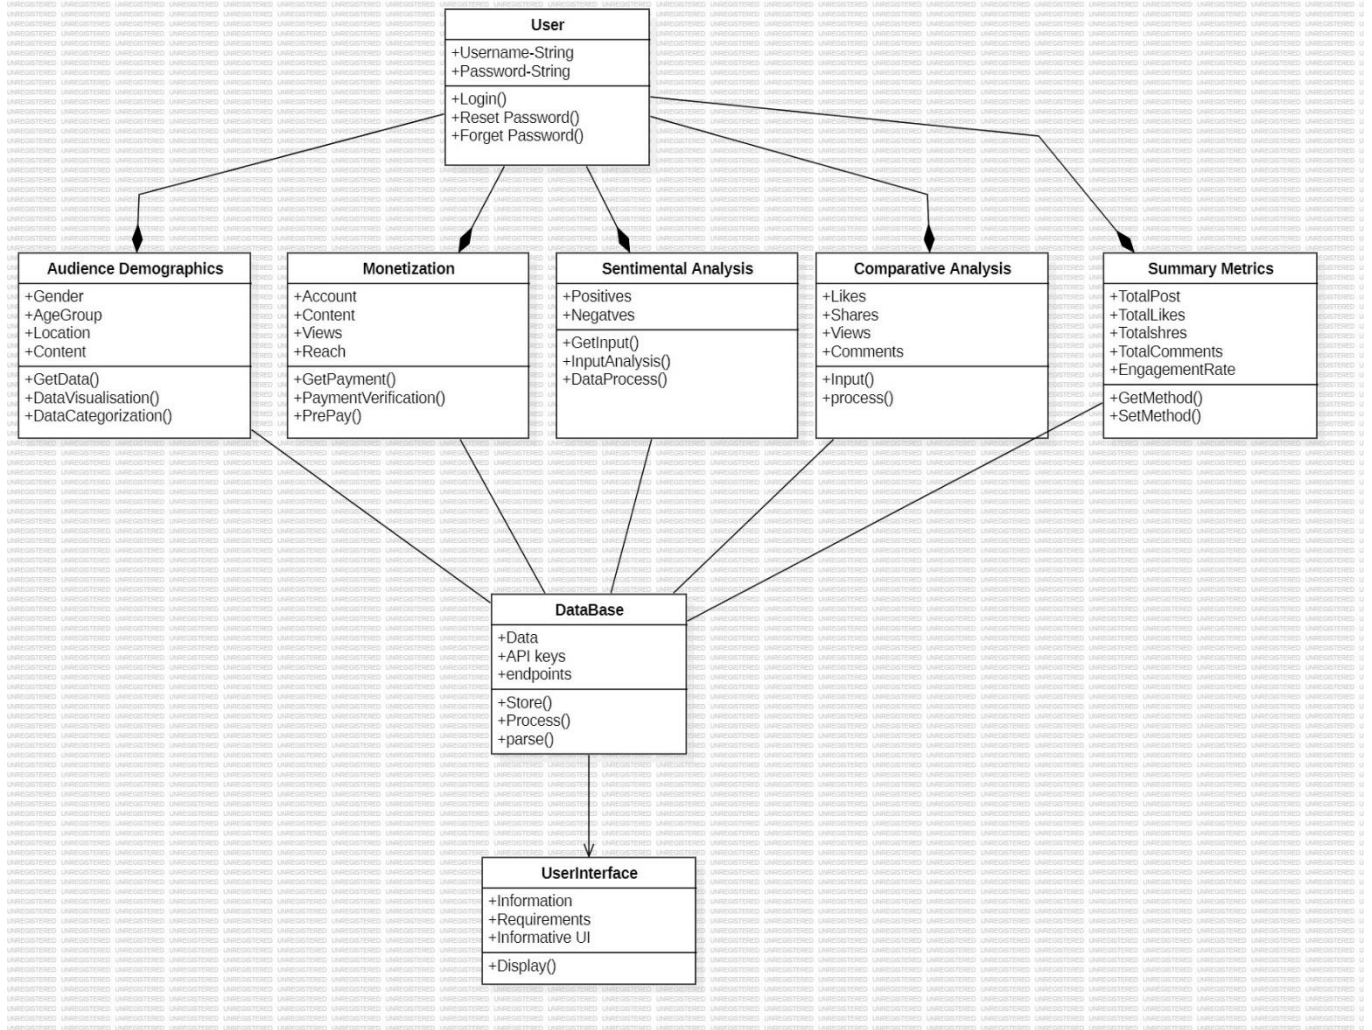 User
+Username-String
+Password-String
+Login()
+Reset Password()
+Forget Password()
Audience Demographics
+Gender
+AgeGroup
+Location
+Content
+GetData()
+DataVisualisation()
+DataCategorization()
Monetization
+Account
+Content
+Views
+Reach
+GetPayment()
+PaymentVerification()
+PrePay()
Sentimental Analysis
+Positives
+Negatves
+GetInput()
+InputAnalysis()
+DataProcess()
Comparative Analysis
+Likes
+Shares
+Views
+Comments
+Input()
+process()
Summary Metrics
+TotalPost
+TotalLikes
+Totalshres
+TotalComments
+EngagementRate
+GetMethod()
+SetMethod()
DataBase
+Data
+API keys
+endpoints
+Store()
+Process()
+parse()
UserInterface
+Information
+Requirements
+Informative UI
+Display()
UNREGISTERED